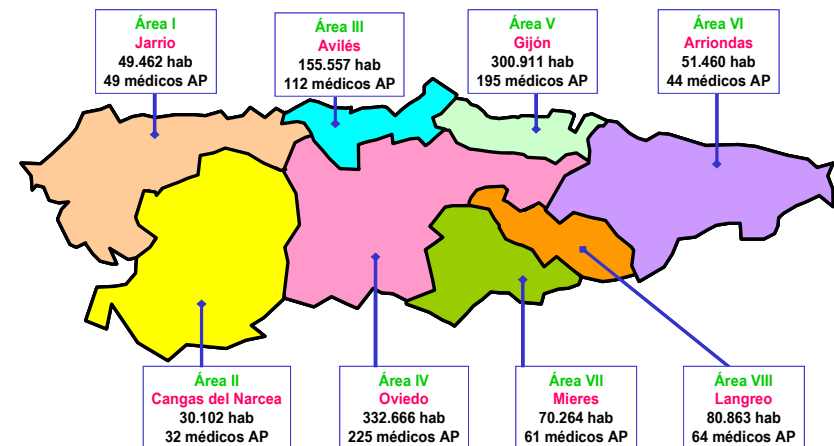 Área I
Jarrio
49.462 hab
49 médicos AP
Área III
Avilés
155.557 hab
112 médicos AP
Área V
Gijón
300.911 hab
195 médicos AP
Área VI
Arriondas
51.460 hab
44 médicos AP
Área II
Cangas del Narcea
30.102 hab
32 médicos AP
Área IV
Oviedo
332.666 hab
225 médicos AP
Área VII
Mieres
70.264 hab
61 médicos AP
Área VIII
Langreo
80.863 hab
64 médicos AP